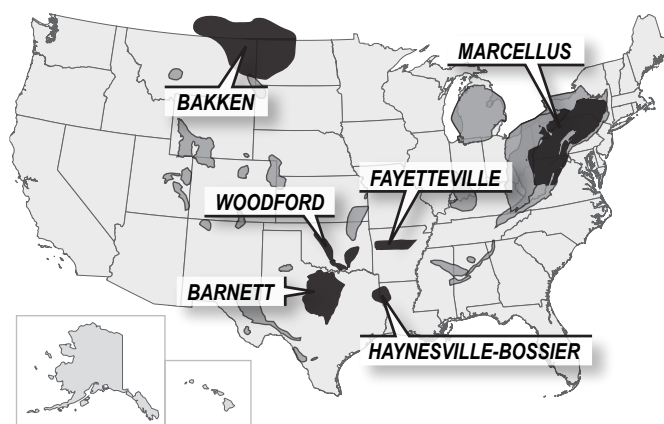 MARCELLUS
BAKKEN
FAYETTEVILLE
WOODFORD
BARNETT
HAYNESVILLE-BOSSIER